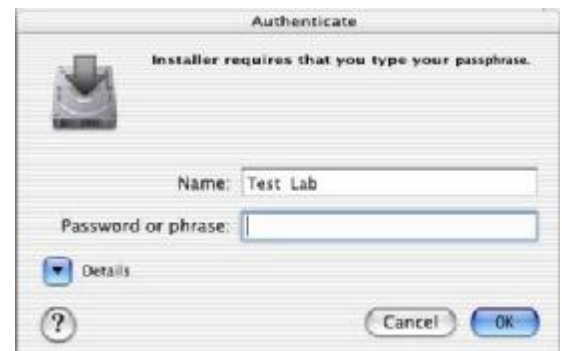 Authenticate
Installer requires that you type your passphrase.
Name: Test Lab
Password or phrase:
Details
?
Cancel OK